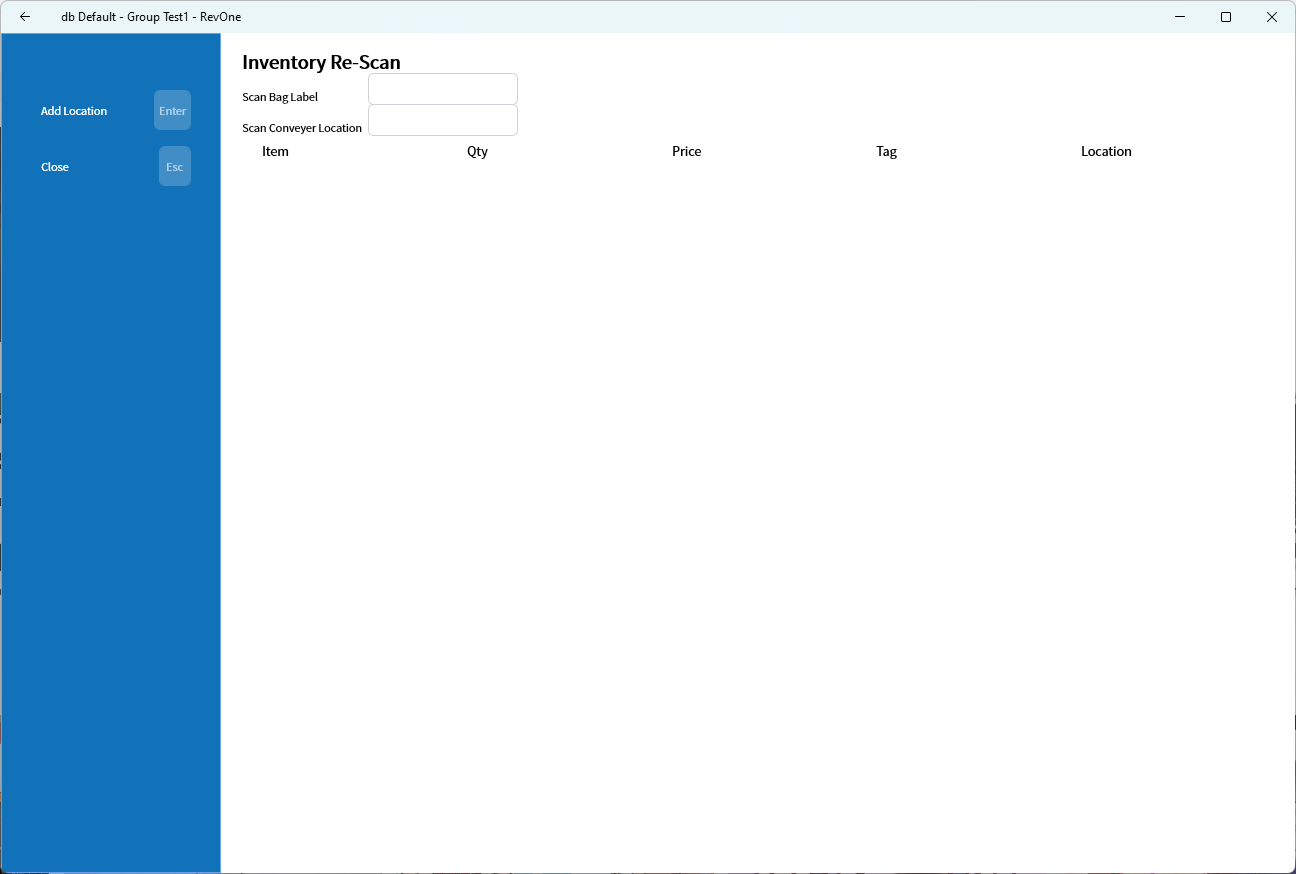 db Default - Group Test1 - RevOne
Add Location Enter
Close Esc
Inventory Re-Scan
Scan Bag Label
Scan Conveyer Location
Item Qty Price Tag Location